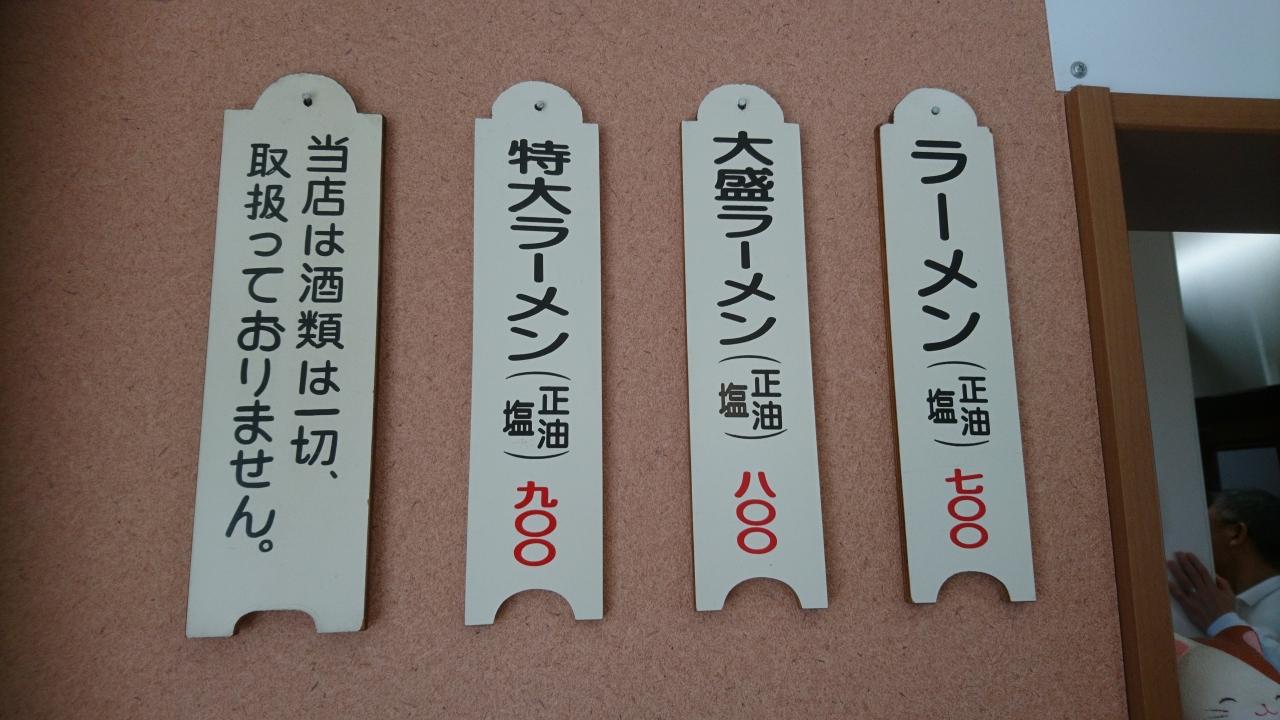 ラーメン(正油 塩)七〇〇
大盛ラーメン(正油 塩)八〇〇
特大ラーメン(正油 塩)九〇〇
当店は酒類は一切、
取扱っておりません。